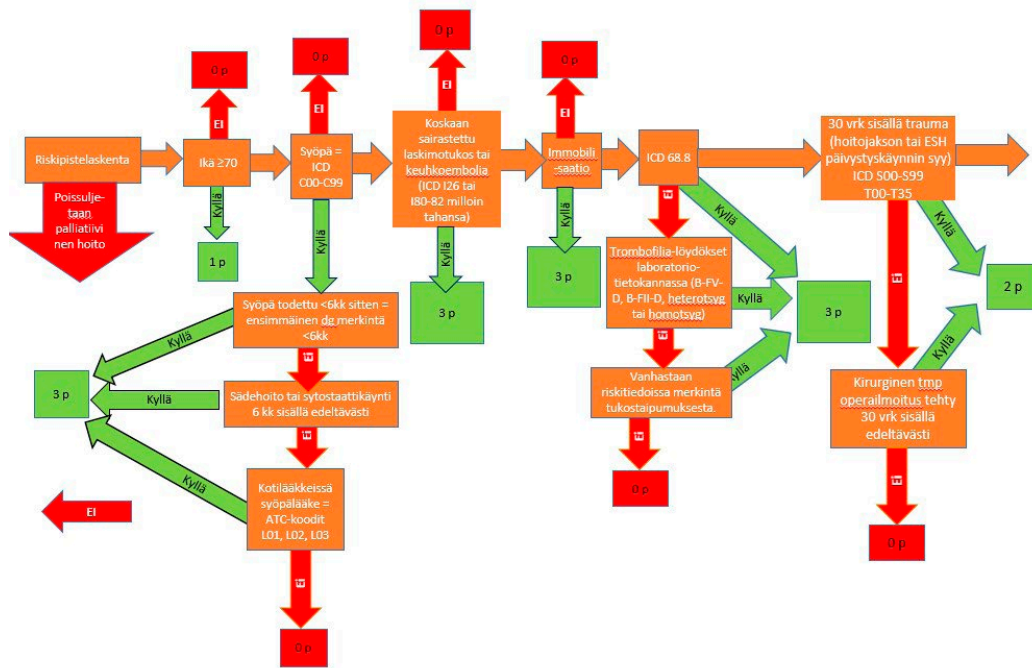 0 p
EI
0 p
EI
0 p
EI
0 p
EI
Riskipistelaskenta
Ikä ≥70
Syöpä =
ICD
C00-C99
Koskaan
sairastettu
laskimotukos tai
keuhkoembolia
(ICD I26 tai
I80-82 milloin
tahansa)
Immobili
-saatio
ICD 68.8
30 vrk sisällä trauma
(hoitojakson tai ESH
päivystyskäynnin syy)
ICD S00-S99
T00-T35
Poissulje-
taan
palliatiivi
nen hoito
Kyllä
1 p
Kyllä
Kyllä
3 p
Kyllä
3 p
Ei
Kyllä
Ei
Kyllä
2 p
Syöpä todettu <6kk sitten =
ensimmäinen dg merkintä
<6kk
Kyllä
Ei
3 p
Kyllä
Sädehoito tai sytostaattikäynti
6 kk sisällä edeltävästi
Kyllä
Ei
Kotilääkkeissä
syöpälääke =
ATC-koodit
L01, L02, L03
EI
Ei
0 p
Trombofilia-löydökset
laboratorio-
tietokannassa (B-FV-
D, B-FII-D, heterotsyg
tai homotsyg)
Kyllä
3 p
Ei
Vanhastaan
riskitiedoissa merkintä
tukostaipumuksesta.
Kyllä
Ei
0 p
Kirurginen tmp
operailmoitus tehty
30 vrk sisällä
edeltävästi
Kyllä
Ei
0 p